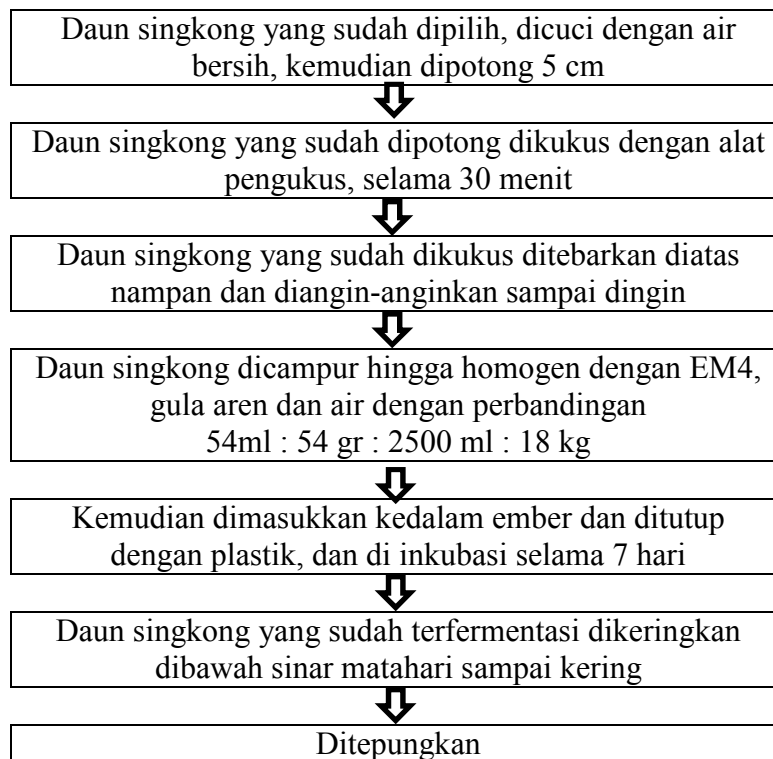 Daun singkong yang sudah dipilih, dicuci dengan air
bersih, kemudian dipotong 5 cm
Daun singkong yang sudah dipotong dikukus dengan alat
pengukus, selama 30 menit
Daun singkong yang sudah dikukus ditebarkan diatas
nampan dan diangin-anginkan sampai dingin
Daun singkong dicampur hingga homogen dengan EM4,
gula aren dan air dengan perbandingan
54ml : 54 gr : 2500 ml : 18 kg
Kemudian dimasukkan kedalam ember dan ditutup
dengan plastik, dan di inkubasi selama 7 hari
Daun singkong yang sudah terfermentasi dikeringkan
dibawah sinar matahari sampai kering
Ditepungkan